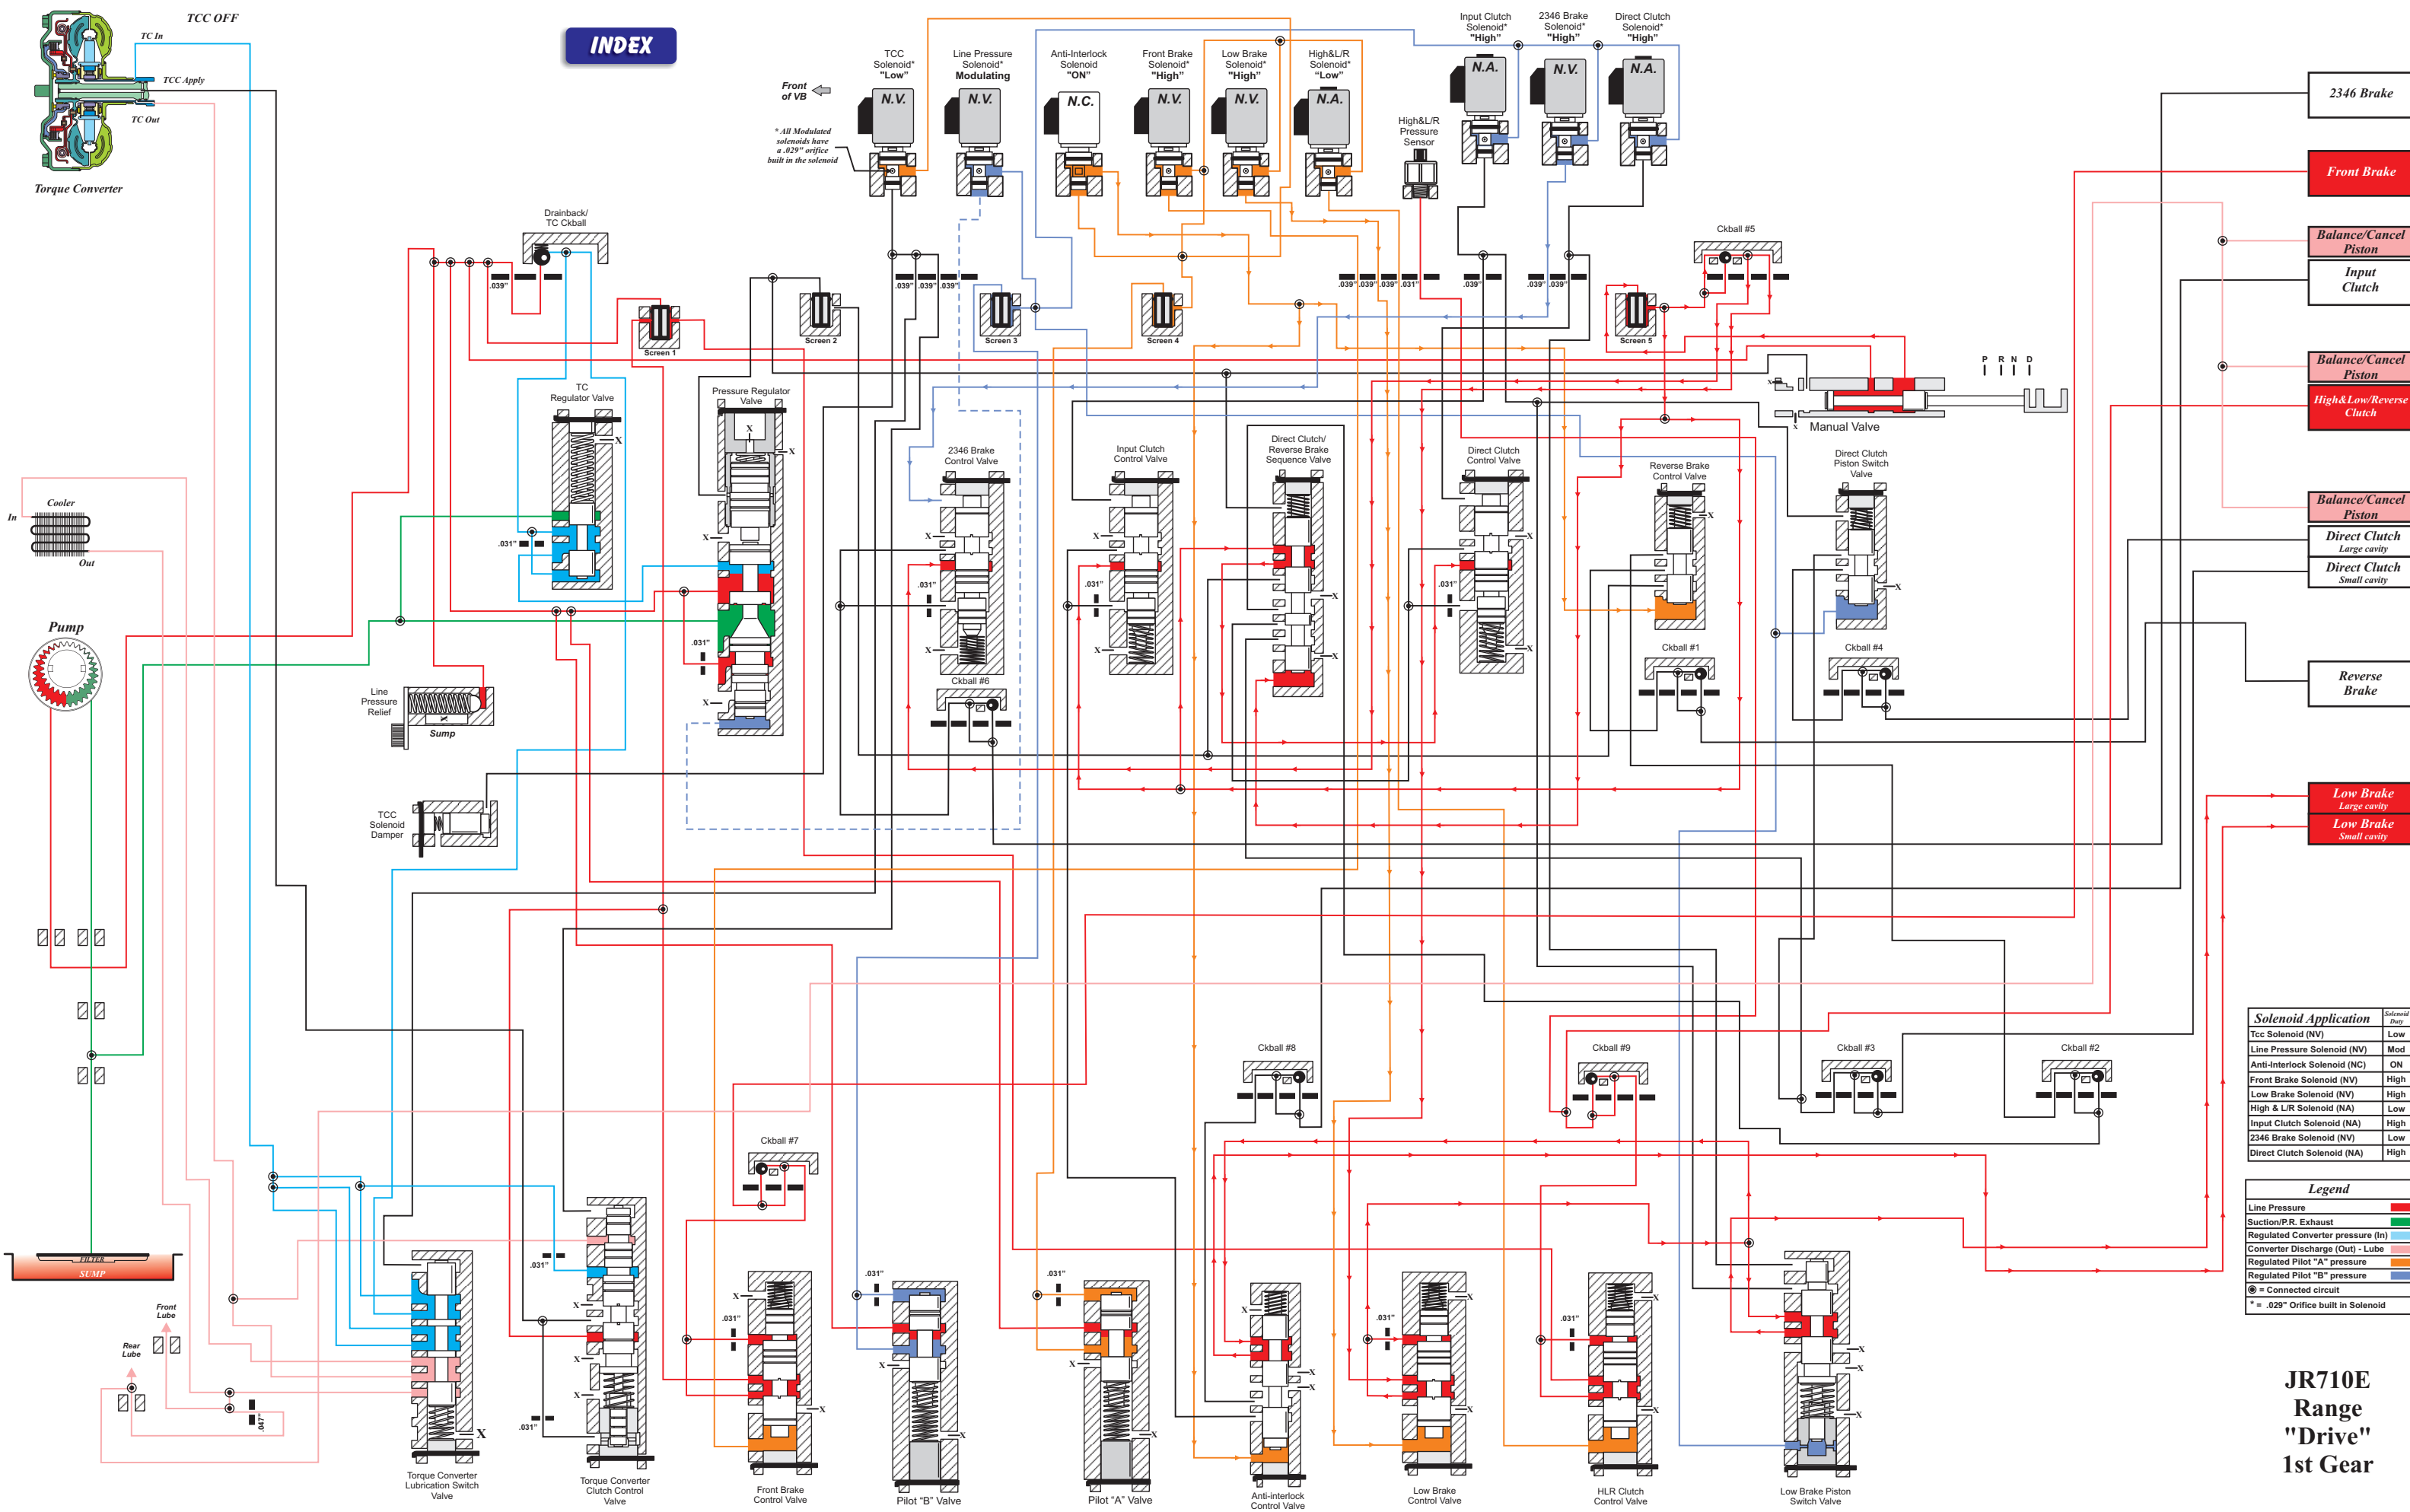 TCC OFF
TC In
TCC Apply
TC Out
Torque Converter
INDEX
Front
of VB
* All Modulated
solenoids have
a .029" orifice
built in the solenoid
TCC
Solenoid*
"Low"
N.V.
Line Pressure
Solenoid*
Modulating
N.V.
Anti-Interlock
Solenoid
"ON"
N.C.
Front Brake
Solenoid*
"High"
N.V.
Low Brake
Solenoid*
"High"
N.V.
High&L/R
Solenoid*
"Low"
N.A.
High&L/R
Pressure
Sensor
Input Clutch
Solenoid*
"High"
N.A.
2346 Brake
Solenoid*
"High"
N.V.
Direct Clutch
Solenoid*
"High"
N.A.
Drainback/
TC Ckball
.039"
.039" .039" .039"
.039" .039" .039" .031"
.039"
.039" .039"
Ckball #5
Screen 1
Screen 2
Screen 3
Screen 4
Screen 5
P R N D
X
X
Manual Valve
2346 Brake
Front Brake
Balance/Cancel
Piston
Input
Clutch
Balance/Cancel
Piston
High&Low/Reverse
Clutch
Balance/Cancel
Piston
Direct Clutch
Large cavity
Direct Clutch
Small cavity
Reverse
Brake
Low Brake
Large cavity
Low Brake
Small cavity
TC
Regulator Valve
X
.031"
Pressure Regulator
Valve
X
X
X
.031"
X
2346 Brake
Control Valve
X
.031"
X
Input Clutch
Control Valve
X
.031"
X
Direct Clutch/
Reverse Brake
Sequence Valve
X
X
Direct Clutch
Control Valve
X
.031"
X
Reverse Brake
Control Valve
X
Direct Clutch
Piston Switch
Valve
X
Cooler
In
Out
Pump
Line
Pressure
Relief
X
Sump
TCC
Solenoid
Damper
Ckball #6
Ckball #1
Ckball #4
FILTER
SUMP
Front
Lube
Rear
Lube
.047"
Ckball #7
Ckball #8
Ckball #9
Ckball #3
Ckball #2
X
Torque Converter
Lubrication Switch
Valve
.031"
X
X
X
.031"
Torque Converter
Clutch Control
Valve
.031"
X
Front Brake
Control Valve
.031"
X
X
Pilot "B" Valve
.031"
X
X
Pilot "A" Valve
X
X
Anti-interlock
Control Valve
.031"
X
Low Brake
Control Valve
.031"
X
HLR Clutch
Control Valve
X
X
X
Low Brake Piston
Switch Valve
Solenoid Application Solenoid Duty
Tcc Solenoid (NV) Low
Line Pressure Solenoid (NV) Mod
Anti-Interlock Solenoid (NC) ON
Front Brake Solenoid (NV) High
Low Brake Solenoid (NV) High
High & L/R Solenoid (NA) Low
Input Clutch Solenoid (NA) High
2346 Brake Solenoid (NV) Low
Direct Clutch Solenoid (NA) High
Legend
Line Pressure
Suction/P.R. Exhaust
Regulated Converter pressure (In)
Converter Discharge (Out) - Lube
Regulated Pilot "A" pressure
Regulated Pilot "B" pressure
= Connected circuit
* = .029" Orifice built in Solenoid
JR710E
Range
"Drive"
1st Gear